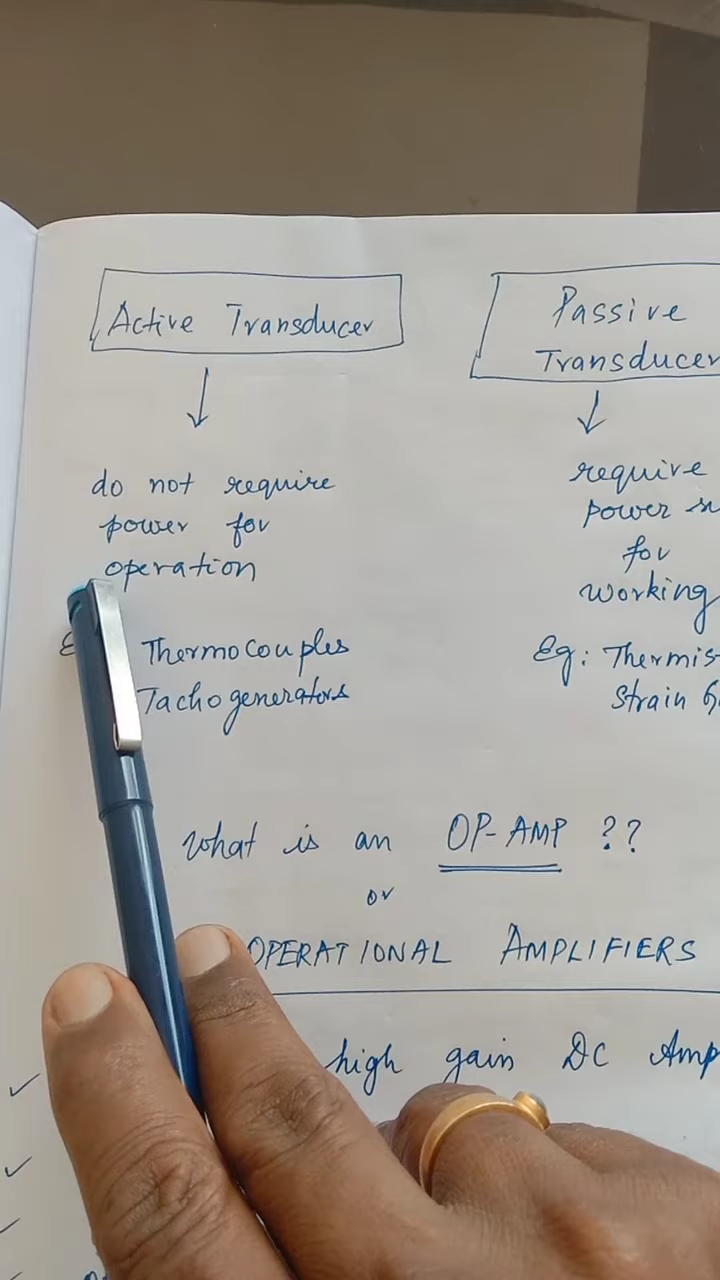 Active Transducer
do not require
power for
operation
Thermocouples
Tachogenerators
Passive
Transducer
require
power
for
working
Eg: Thermis
Strain
What is an OP-AMP ??
or
OPERATIONAL AMPLIFIERS
high gain DC Amp